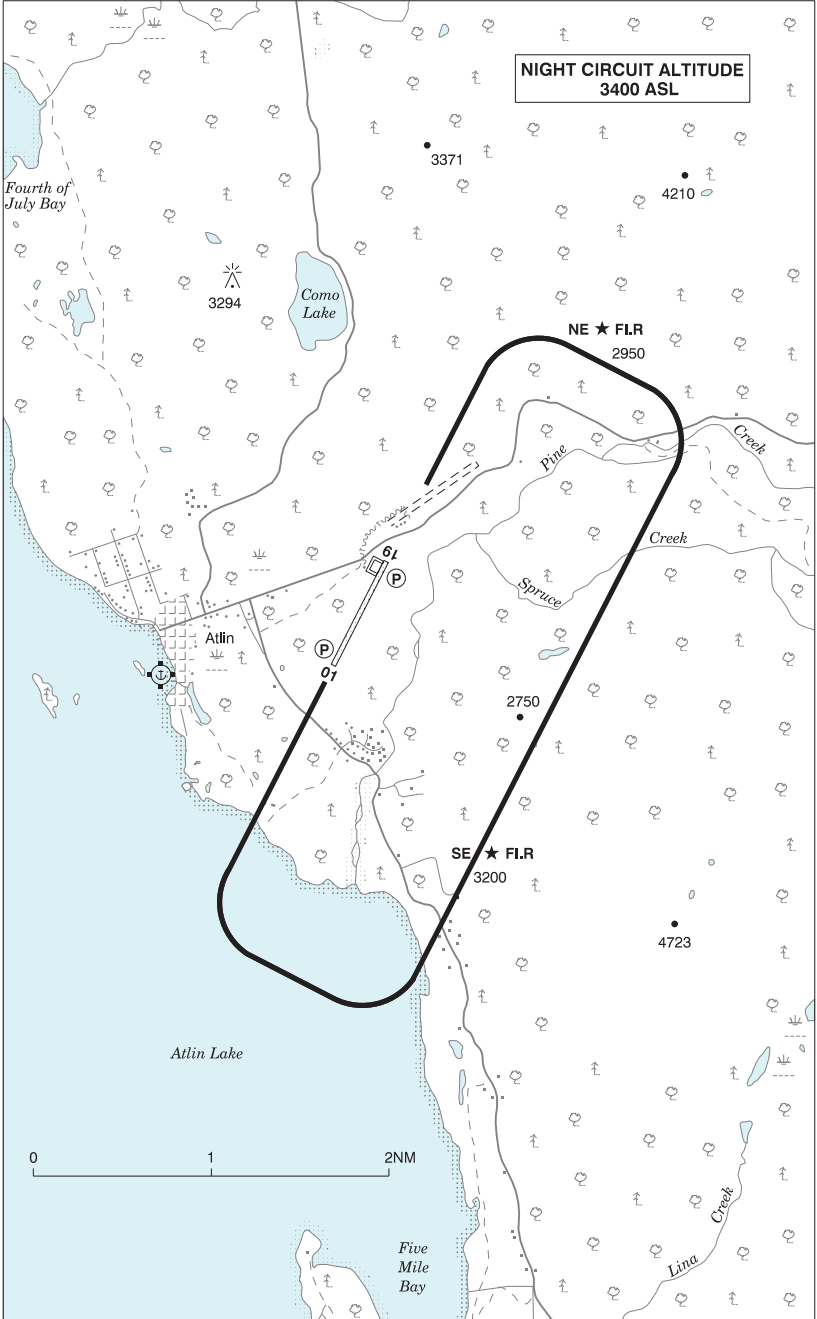 NIGHT CIRCUIT ALTITUDE
3400 ASL
3371
4210
Fourth of
July Bay
3294
Como
Lake
NE ★ Fl.R
2950
Pine
Creek
19
P
Creek
Spruce
Atlin
P
01
2750
SE ★ Fl.R
3200
4723
Atlin Lake
0 1 2NM
Five
Mile
Bay
Lina
Creek